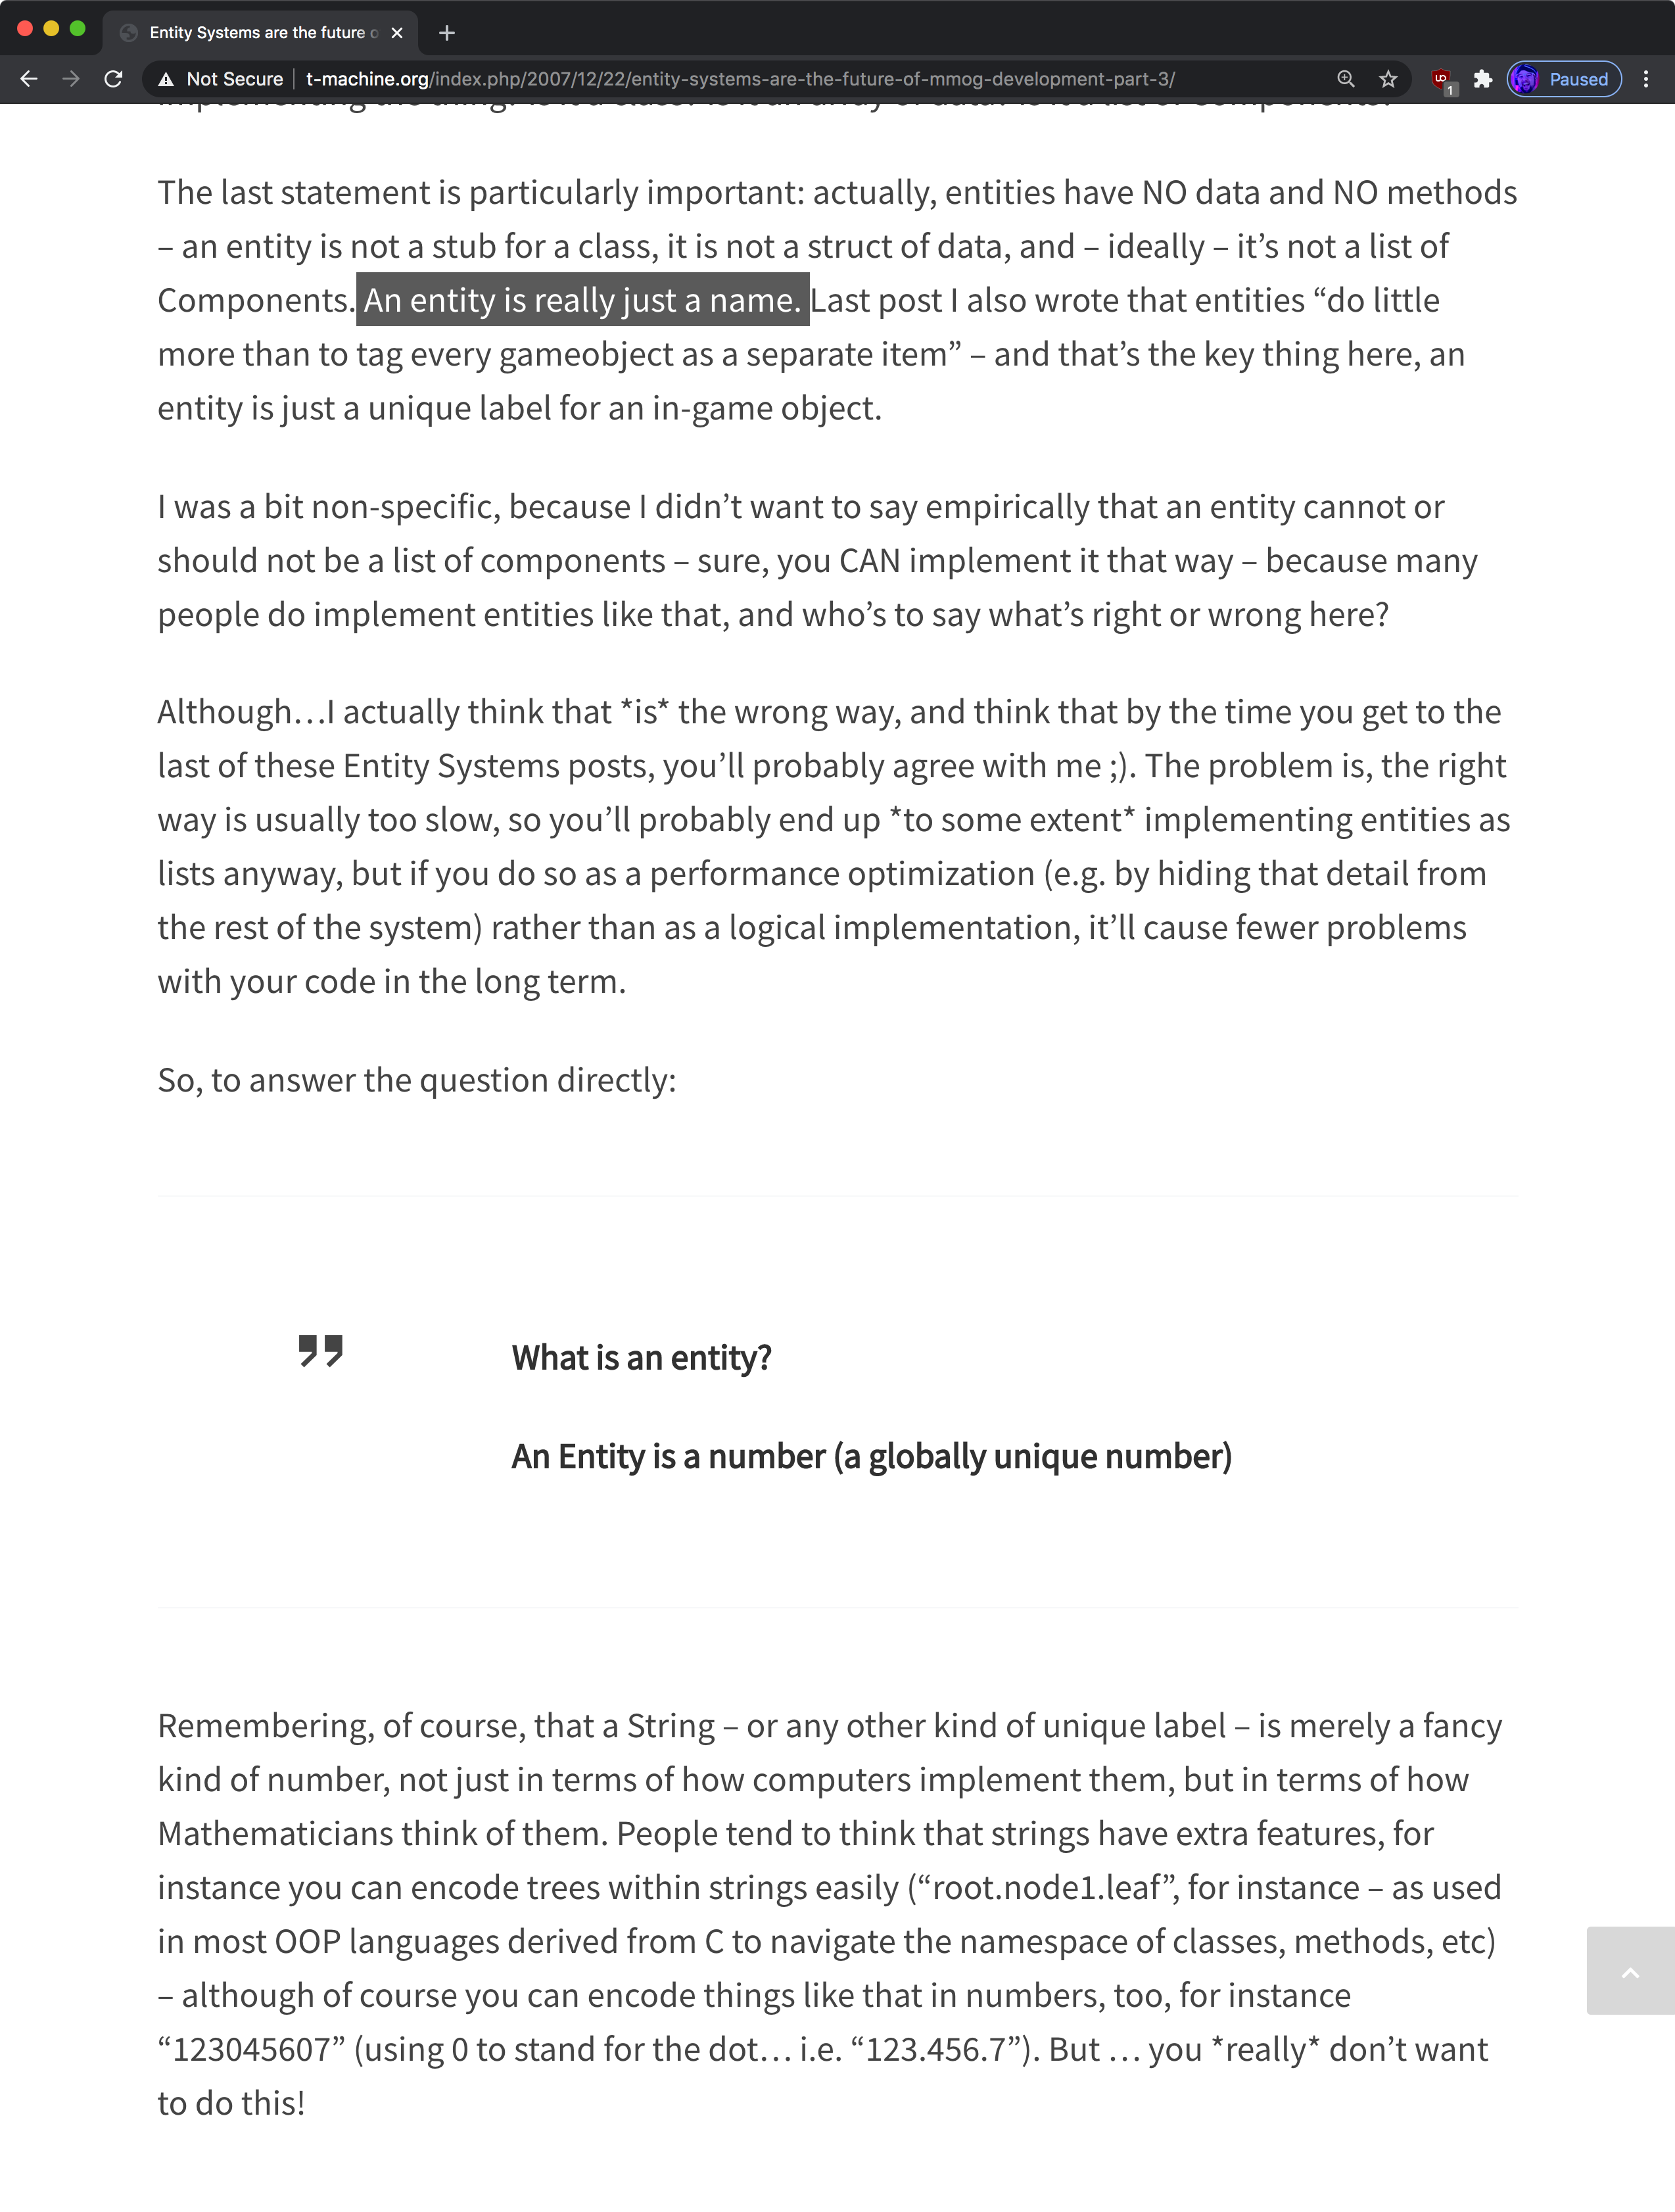 Entity Systems are the future o
Not Secure t-machine.org/index.php/2007/12/22/entity-systems-are-the-future-of-mmog-development-part-3/ 1 Paused
The last statement is particularly important: actually, entities have NO data and NO methods
– an entity is not a stub for a class, it is not a struct of data, and – ideally – it’s not a list of
Components. An entity is really just a name. Last post I also wrote that entities “do little
more than to tag every gameobject as a separate item” – and that’s the key thing here, an
entity is just a unique label for an in-game object.
I was a bit non-specific, because I didn’t want to say empirically that an entity cannot or
should not be a list of components – sure, you CAN implement it that way – because many
people do implement entities like that, and who’s to say what’s right or wrong here?
Although…I actually think that *is* the wrong way, and think that by the time you get to the
last of these Entity Systems posts, you’ll probably agree with me ;). The problem is, the right
way is usually too slow, so you’ll probably end up *to some extent* implementing entities as
lists anyway, but if you do so as a performance optimization (e.g. by hiding that detail from
the rest of the system) rather than as a logical implementation, it’ll cause fewer problems
with your code in the long term.
So, to answer the question directly:
”
What is an entity?
An Entity is a number (a globally unique number)
Remembering, of course, that a String – or any other kind of unique label – is merely a fancy
kind of number, not just in terms of how computers implement them, but in terms of how
Mathematicians think of them. People tend to think that strings have extra features, for
instance you can encode trees within strings easily (“root.node1.leaf”, for instance – as used
in most OOP languages derived from C to navigate the namespace of classes, methods, etc)
– although of course you can encode things like that in numbers, too, for instance
“123045607” (using 0 to stand for the dot… i.e. “123.456.7”). But … you *really* don’t want
to do this!